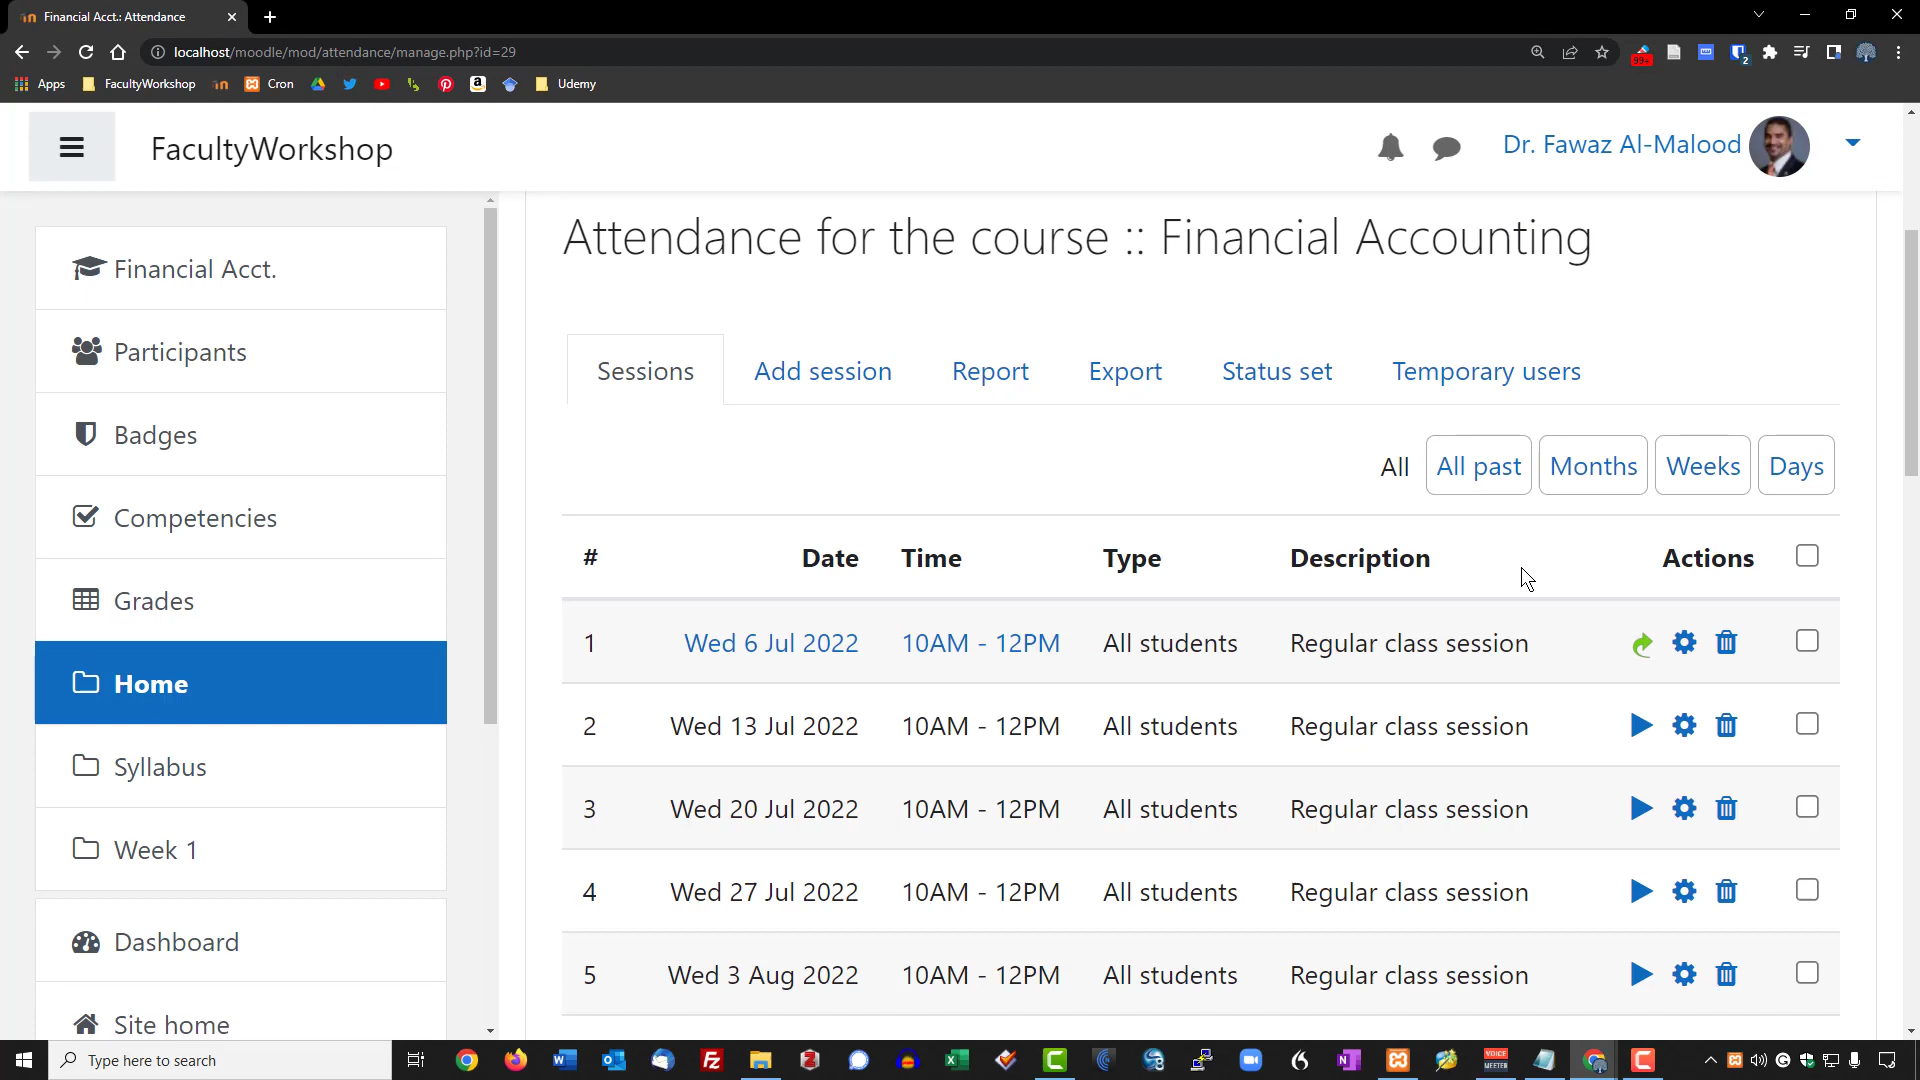 Financial Acct.: Attendance
localhost/moodle/mod/attendance/manage.php?id=29
99+
2
Apps
FacultyWorkshop
Cron
Udemy
FacultyWorkshop
Dr. Fawaz Al-Malood
Financial Acct.
Participants
Badges
Competencies
Grades
Home
Syllabus
Week 1
Dashboard
Site home
Attendance for the course :: Financial Accounting
Sessions Add session Report Export Status set Temporary users
All All past Months Weeks Days
# Date Time Type Description Actions
1 Wed 6 Jul 2022 10AM - 12PM All students Regular class session
2 Wed 13 Jul 2022 10AM - 12PM All students Regular class session
3 Wed 20 Jul 2022 10AM - 12PM All students Regular class session
4 Wed 27 Jul 2022 10AM - 12PM All students Regular class session
5 Wed 3 Aug 2022 10AM - 12PM All students Regular class session
Type here to search
VOICE
MEETER